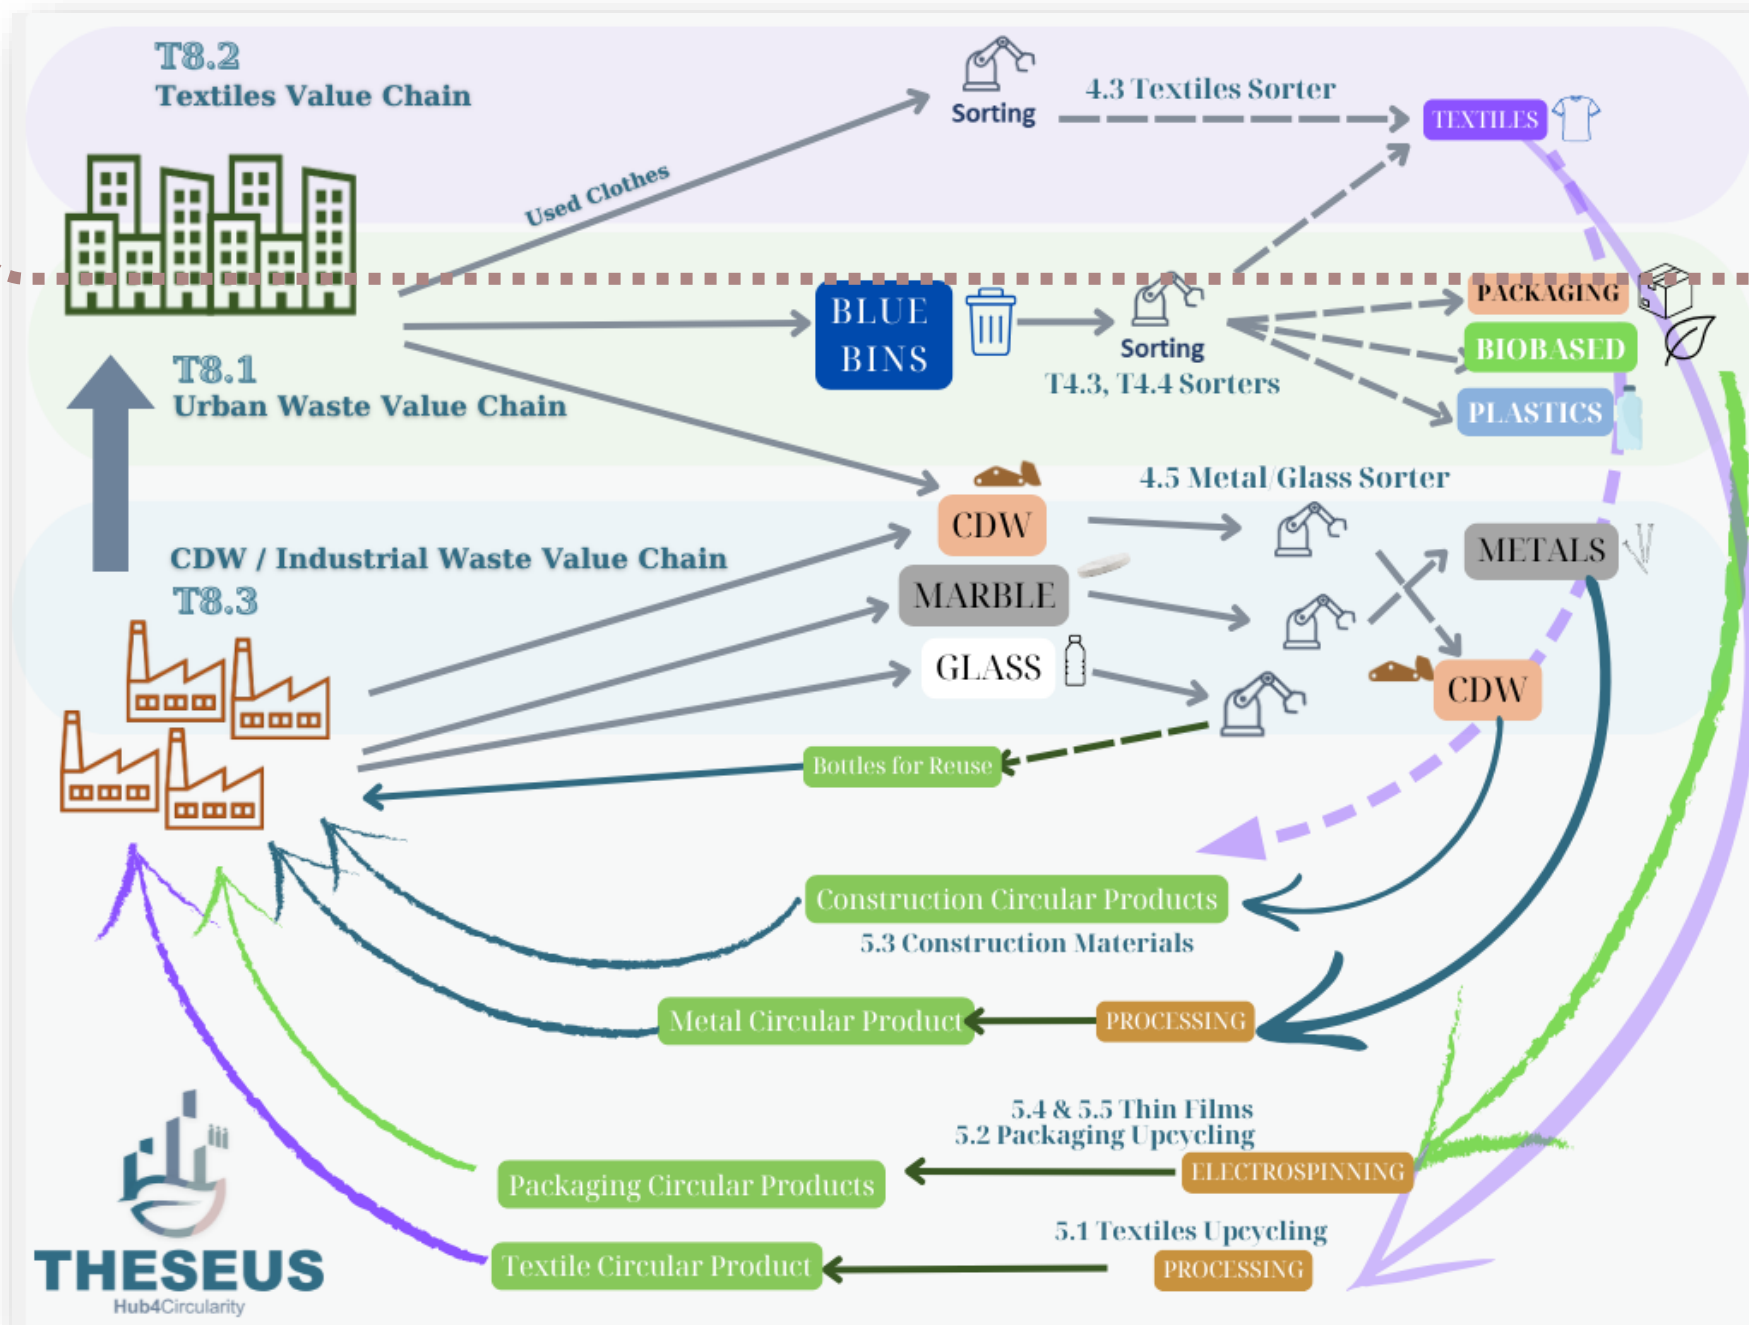 T8.2
Textiles Value Chain
Sorting
4.3 Textiles Sorter
TEXTILES
Used Clothes
BLUE
BINS
Sorting
T4.3, T4.4 Sorters
PACKAGING
BIOBASED
PLASTICS
T8.1
Urban Waste Value Chain
4.5 Metal/Glass Sorter
CDW
METALS
CDW / Industrial Waste Value Chain
T8.3
MARBLE
GLASS
CDW
Bottles for Reuse
Construction Circular Products
5.3 Construction Materials
Metal Circular Product
PROCESSING
5.4 & 5.5 Thin Films
5.2 Packaging Upcycling
Packaging Circular Products
ELECTROSPINNING
5.1 Textiles Upcycling
Textile Circular Product
PROCESSING
THESEUS
Hub4Circularity